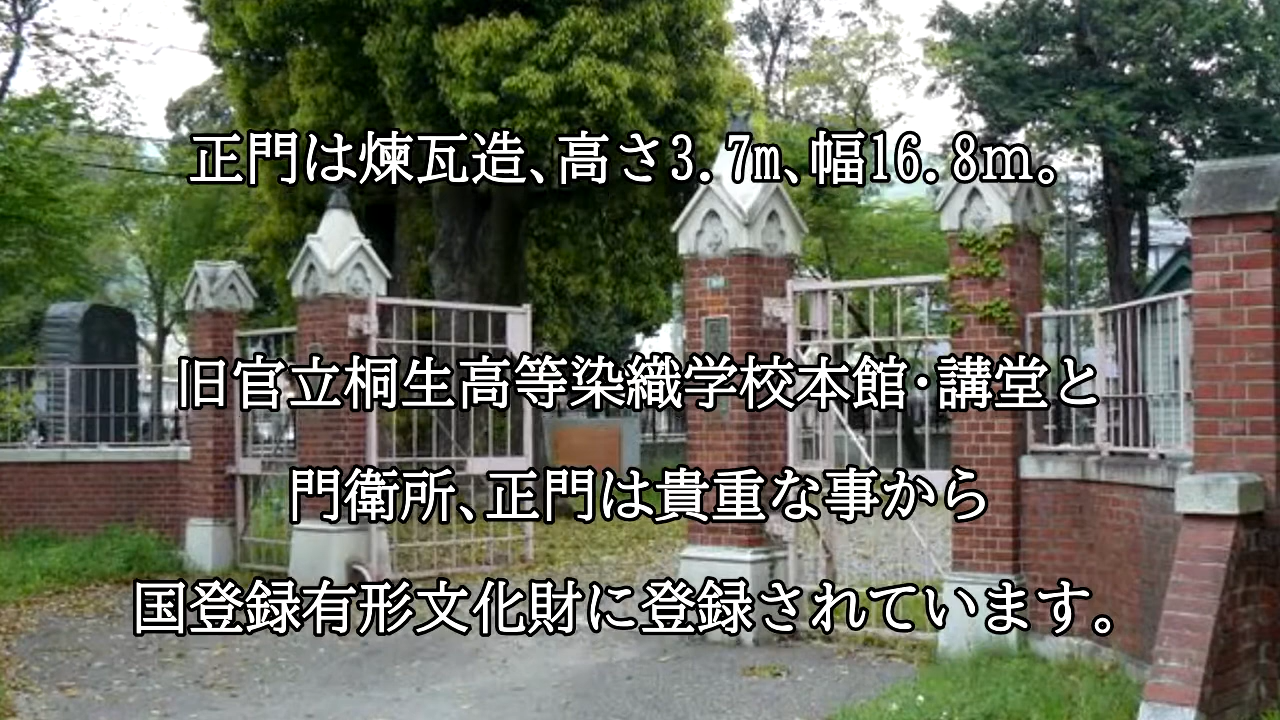 正門は煉瓦造､高さ3.7m､幅16.8ｍ。
旧官立桐生高等染織学校本館･講堂と
門衛所､正門は貴重な事から
国登録有形文化財に登録されています。